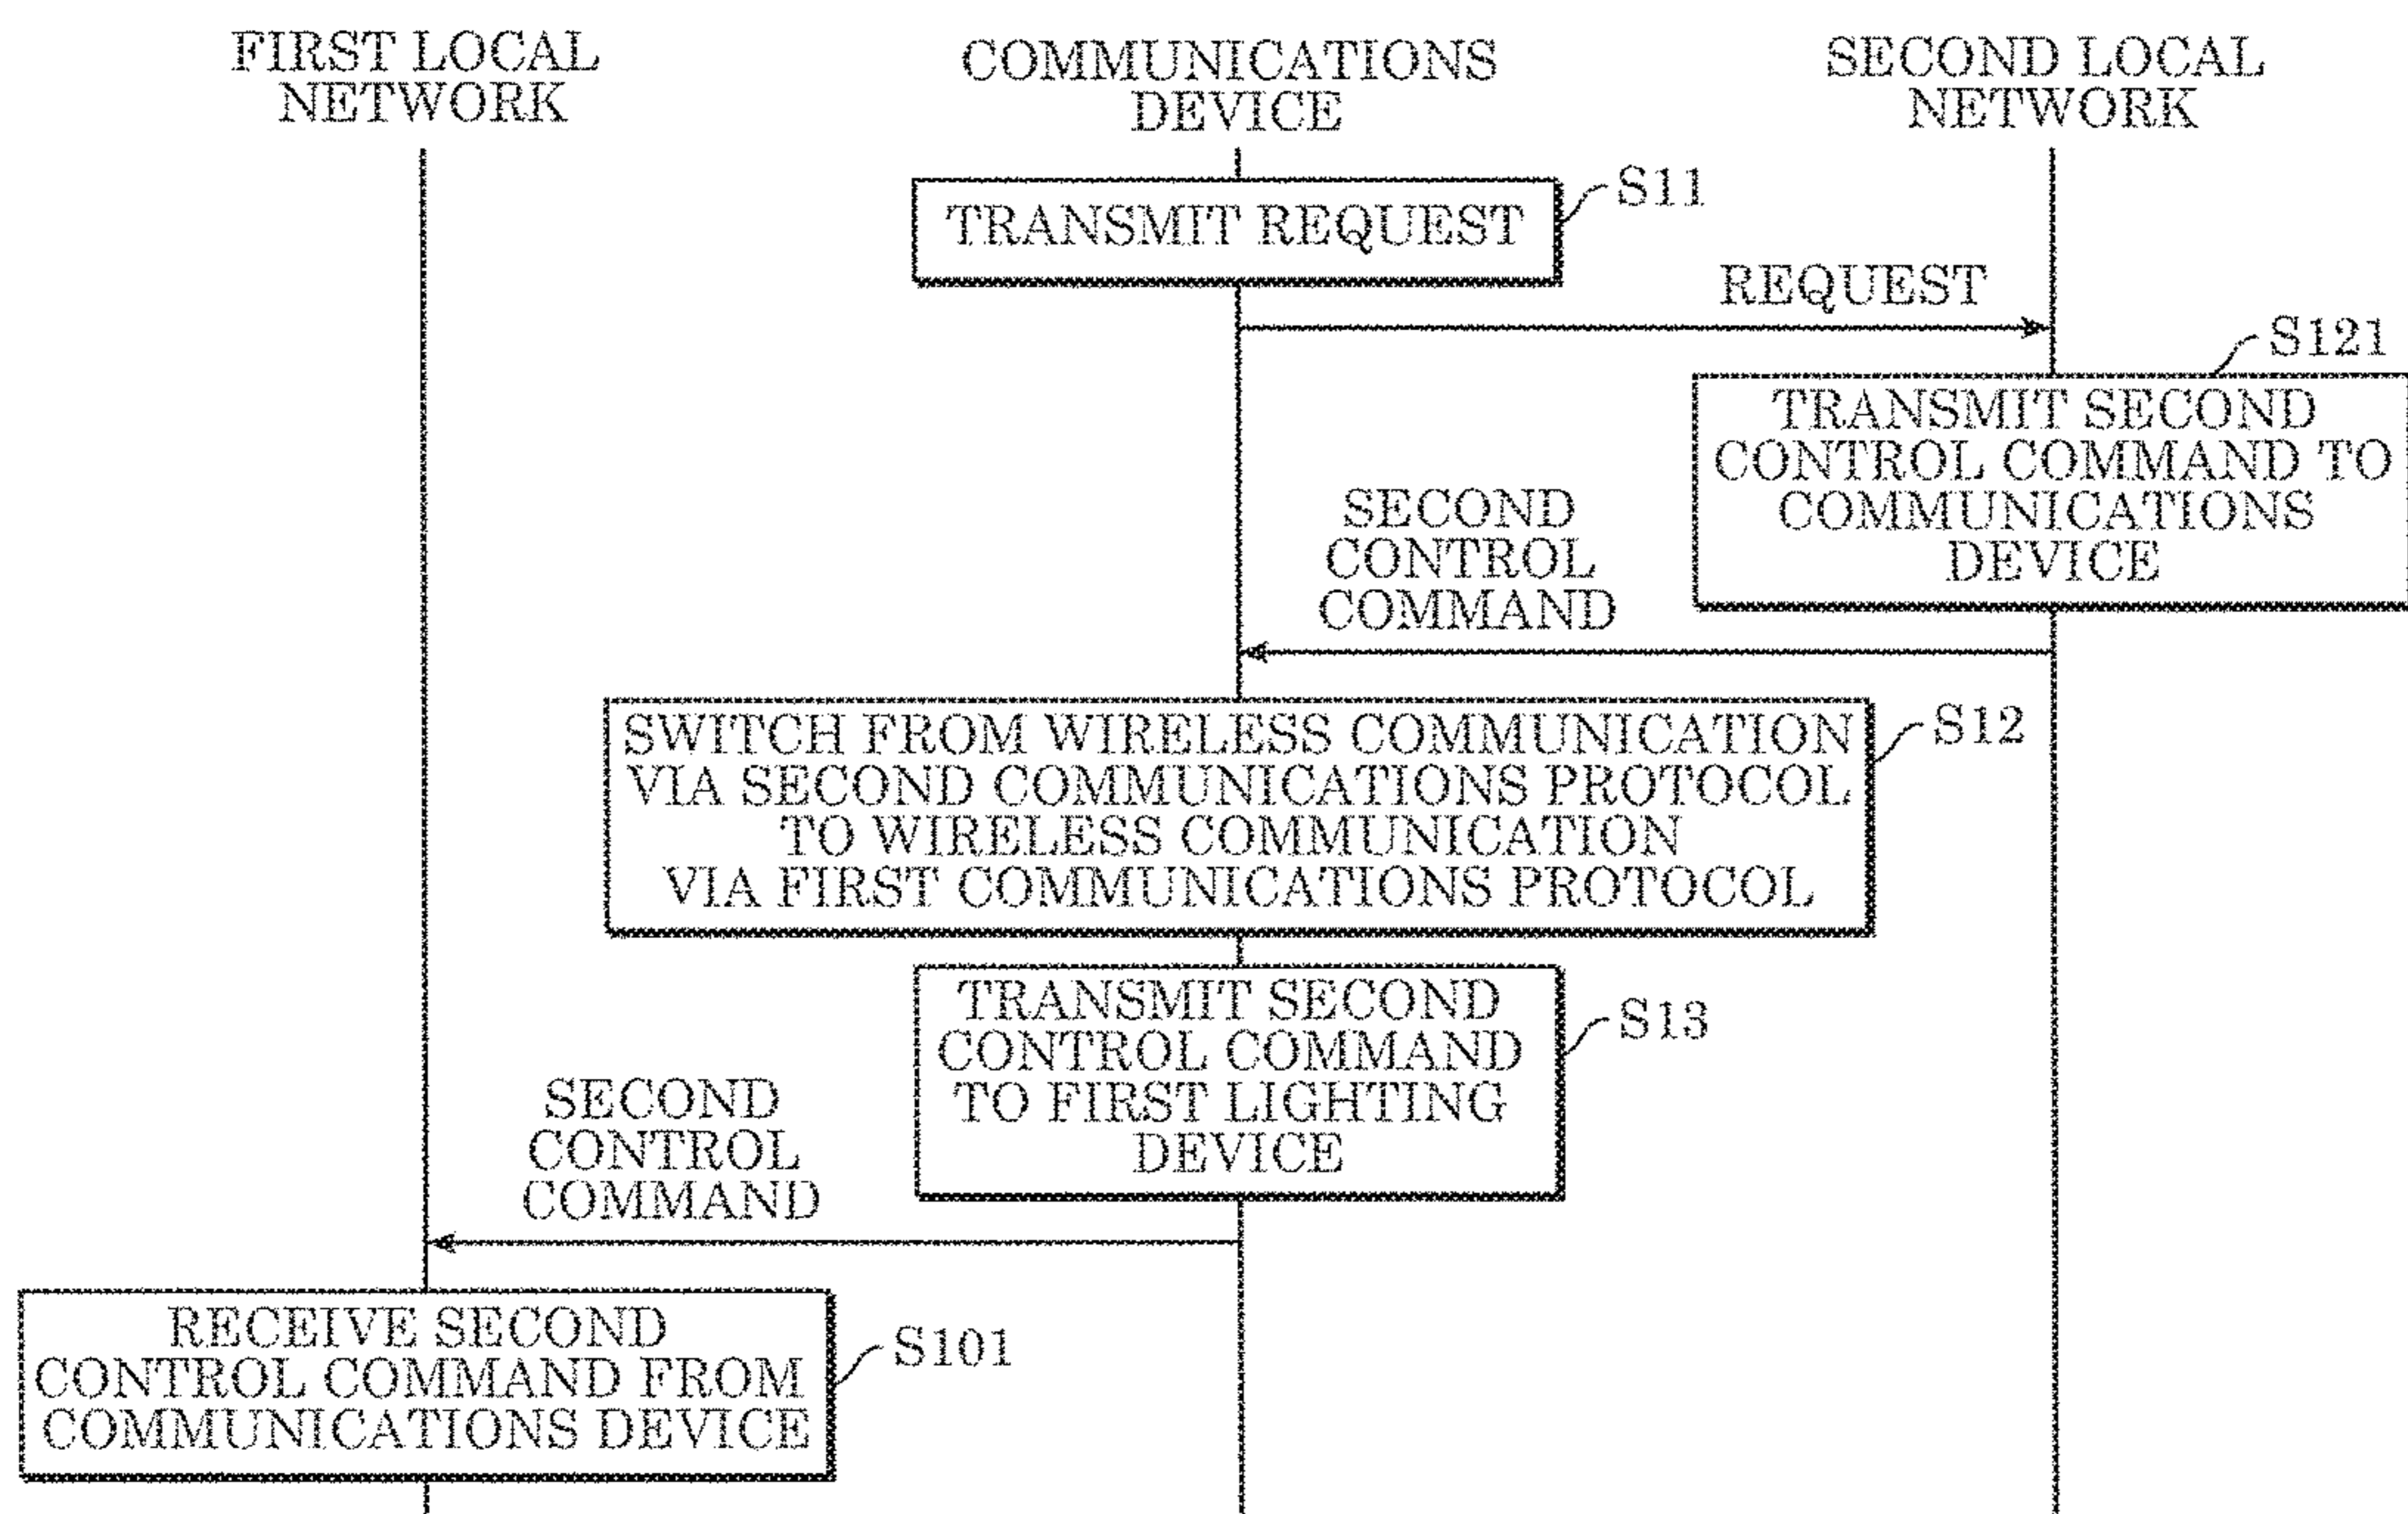 FIRST LOCAL
NETWORK
COMMUNICATIONS
DEVICE
SECOND LOCAL
NETWORK
TRANSMIT REQUEST
S11
REQUEST
S121
TRANSMIT SECOND
CONTROL COMMAND TO
COMMUNICATIONS
DEVICE
SECOND
CONTROL
COMMAND
SWITCH FROM WIRELESS COMMUNICATION
VIA SECOND COMMUNICATIONS PROTOCOL
TO WIRELESS COMMUNICATION
VIA FIRST COMMUNICATIONS PROTOCOL
S12
TRANSMIT SECOND
CONTROL COMMAND
TO FIRST LIGHTING
DEVICE
S13
SECOND
CONTROL
COMMAND
RECEIVE SECOND
CONTROL COMMAND FROM
COMMUNICATIONS DEVICE
S101